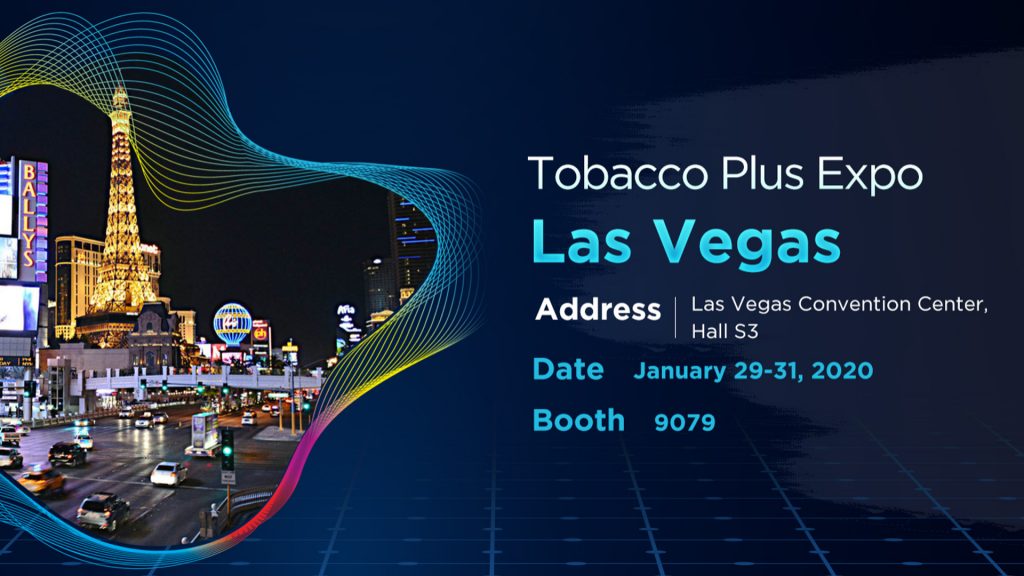 BALLYS
Tobacco Plus Expo
Las Vegas
Address
Las Vegas Convention Center,
Hall S3
Date January 29-31, 2020
Booth 9079